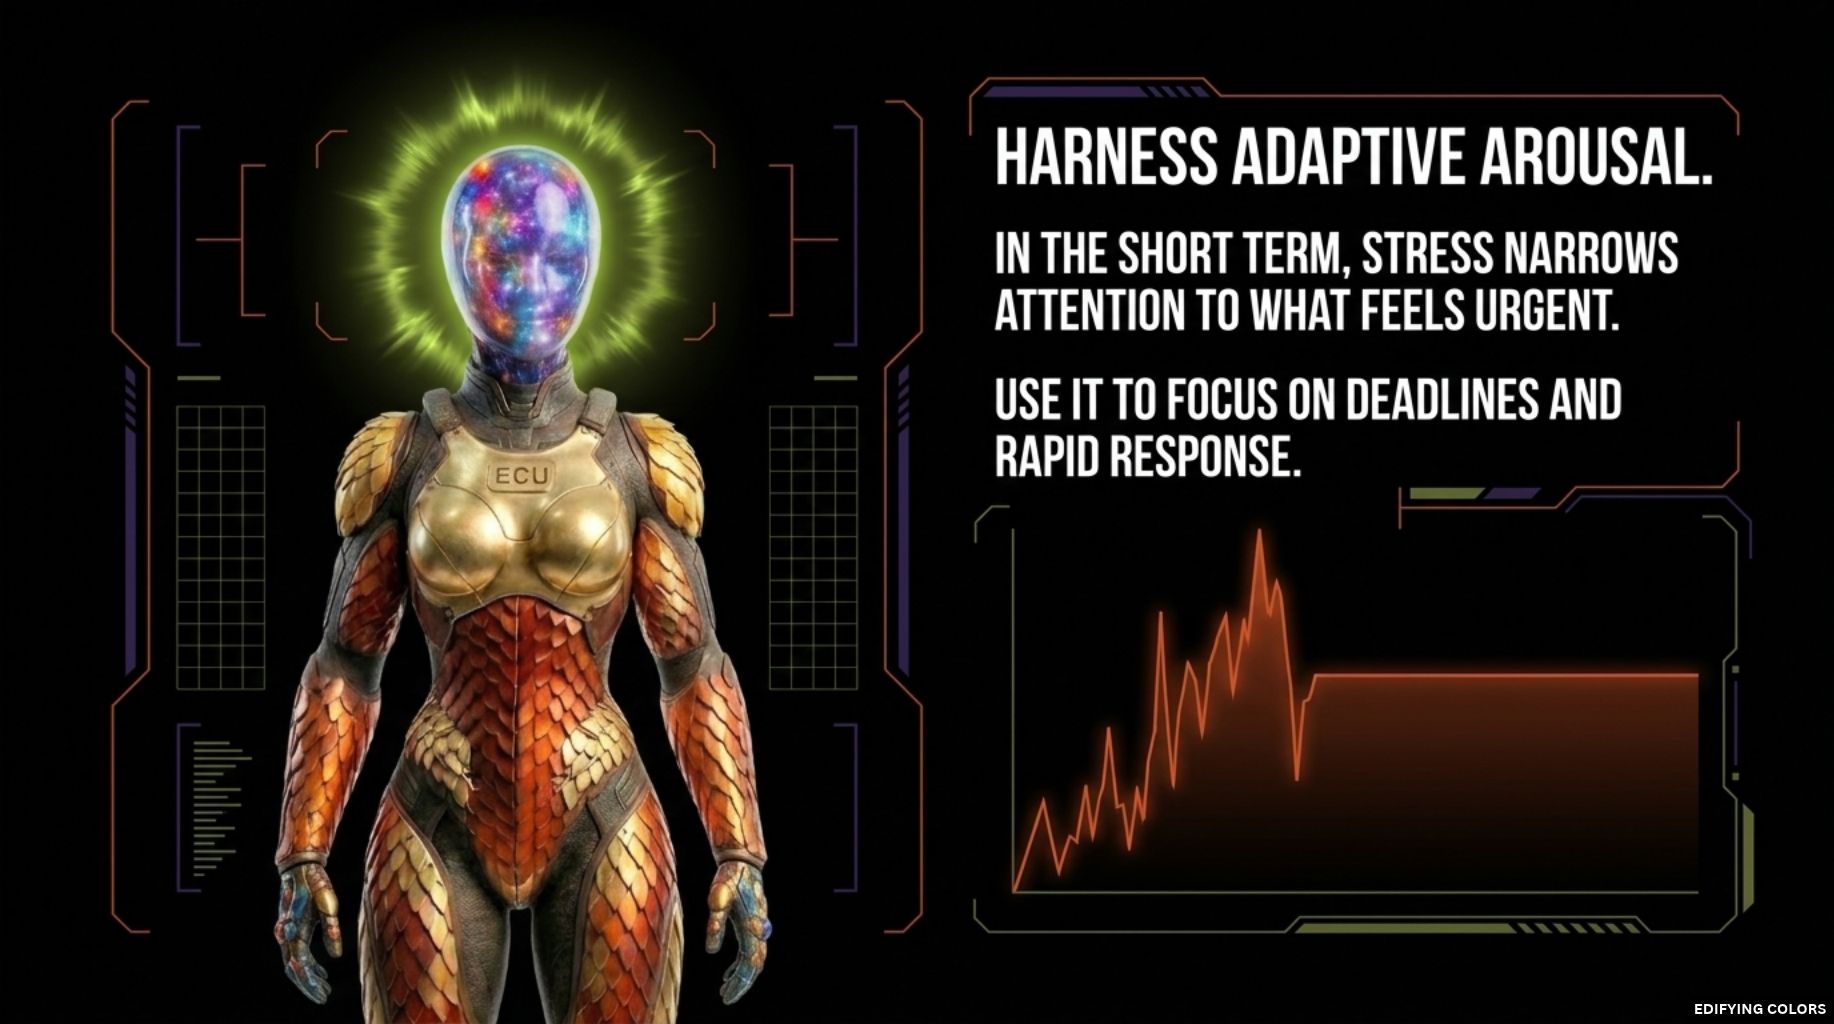 HARNESS ADAPTIVE AROUSAL.
IN THE SHORT TERM, STRESS NARROWS
ATTENTION TO WHAT FEELS URGENT.
USE IT TO FOCUS ON DEADLINES AND
RAPID RESPONSE.
ECU
EDIFYING COLORS